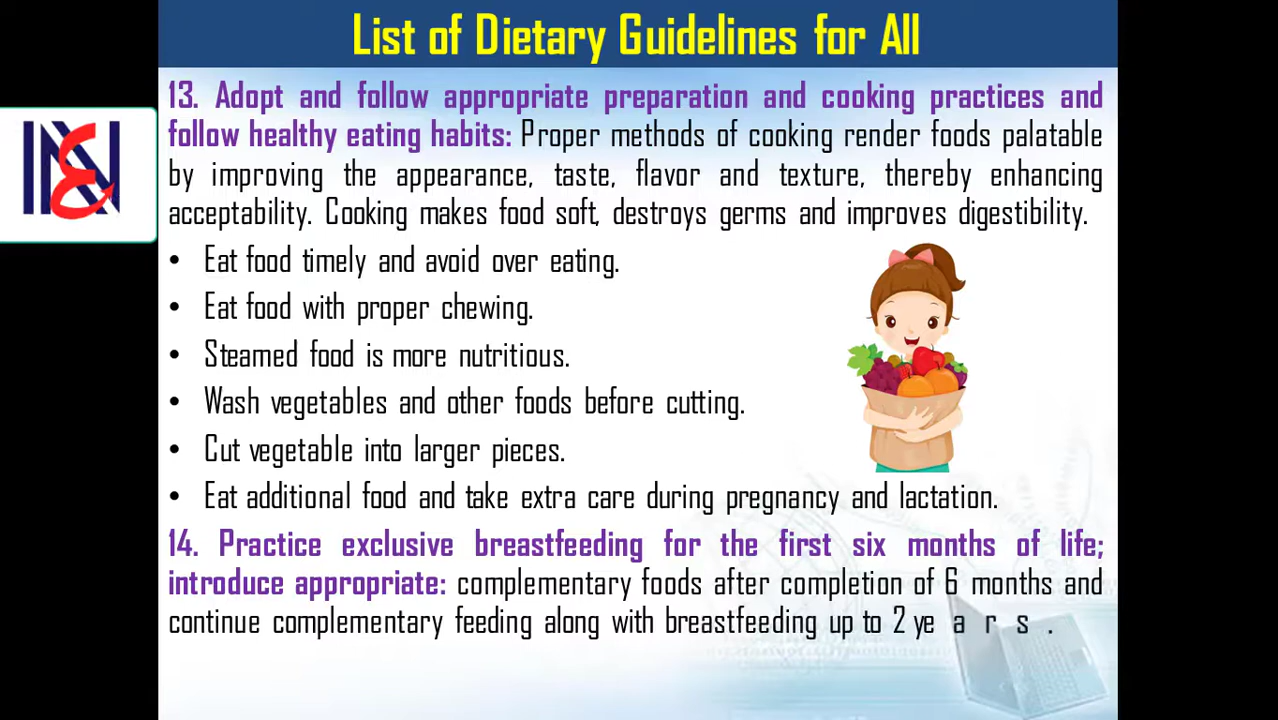 List of Dietary Guidelines for All
13. Adopt and follow appropriate preparation and cooking practices and
follow healthy eating habits: Proper methods of cooking render foods palatable
by improving the appearance, taste, flavor and texture, thereby enhancing
acceptability. Cooking makes food soft, destroys germs and improves digestibility.
• Eat food timely and avoid over eating.
• Eat food with proper chewing.
• Steamed food is more nutritious.
• Wash vegetables and other foods before cutting.
• Cut vegetable into larger pieces.
• Eat additional food and take extra care during pregnancy and lactation.
14. Practice exclusive breastfeeding for the first six months of life;
introduce appropriate: complementary foods after completion of 6 months and
continue complementary feeding along with breastfeeding up to 2 ye a r s .